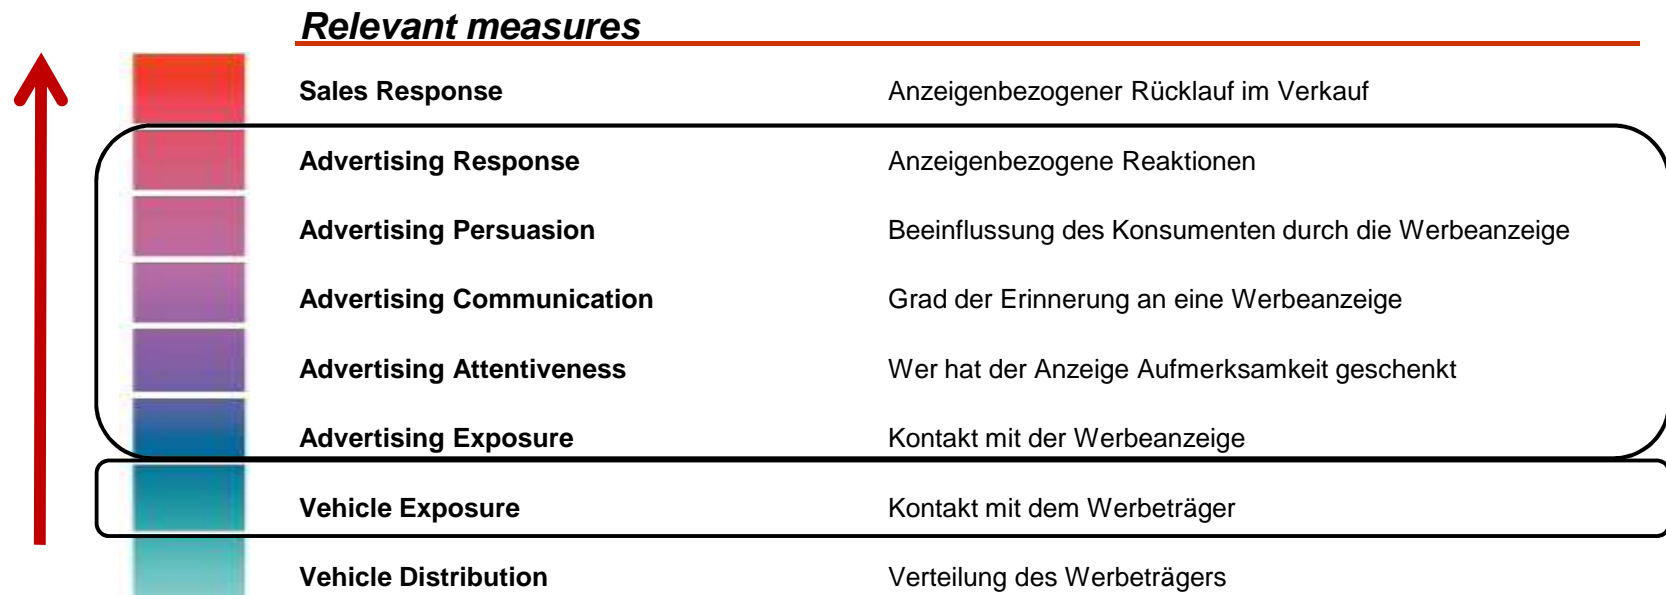 Relevant measures
Sales Response Anzeigenbezogener Rücklauf im Verkauf
Advertising Response Anzeigenbezogene Reaktionen
Advertising Persuasion Beeinflussung des Konsumenten durch die Werbeanzeige
Advertising Communication Grad der Erinnerung an eine Werbeanzeige
Advertising Attentiveness Wer hat der Anzeige Aufmerksamkeit geschenkt
Advertising Exposure Kontakt mit der Werbeanzeige
Vehicle Exposure Kontakt mit dem Werbeträger
Vehicle Distribution Verteilung des Werbeträgers